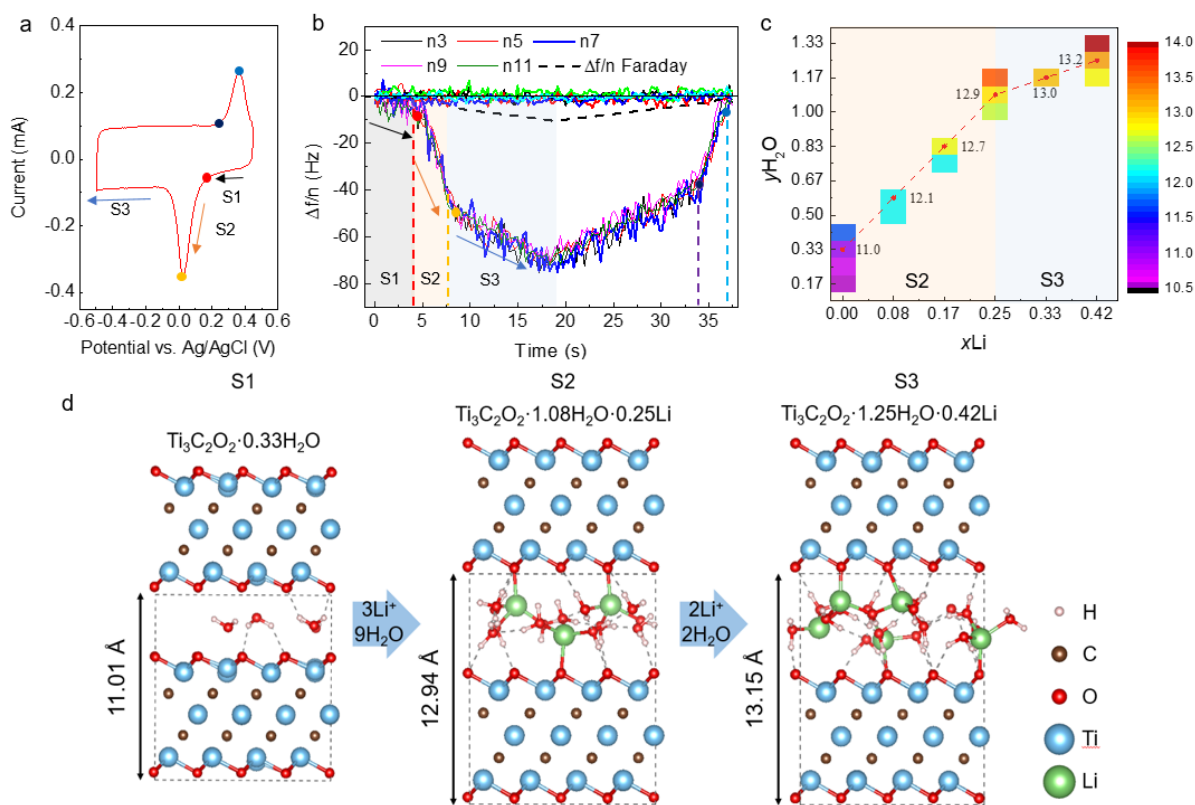 a
0.4
0.2
0.0
-0.2
-0.4
Current (mA)
S3
S1
S2
-0.6 -0.4 -0.2 0.0 0.2 0.4 0.6
Potential vs. Ag/AgCl (V)
b
n3 n5 n7
n9 n11 Δf/n Faraday
20
0
-20
-40
-60
-80
Δf/n (Hz)
S1 S2 S3
0 5 10 15 20 25 30 35
Time (s)
c
1.33
1.17
1.00
0.83
0.67
0.50
0.33
0.17
yH₂O
11.0
12.1
12.7
12.9
13.0
13.2
S2 S3
0.00 0.08 0.17 0.25 0.33 0.42
xLi
14.0
13.5
13.0
12.5
12.0
11.5
11.0
10.5
d
S1 S2 S3
Ti₃C₂O₂·0.33H₂O
Ti₃C₂O₂·1.08H₂O·0.25Li
Ti₃C₂O₂·1.25H₂O·0.42Li
11.01 Å
3Li⁺
9H₂O
12.94 Å
2Li⁺
2H₂O
13.15 Å
H
C
O
Ti
Li